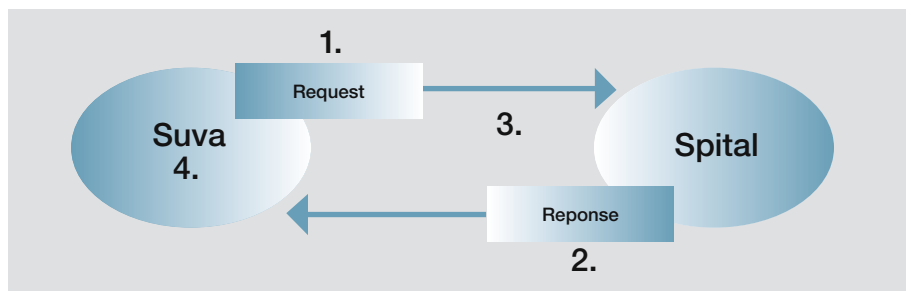 1.
Request
3.
Suva
4.
Spital
Reponse
2.